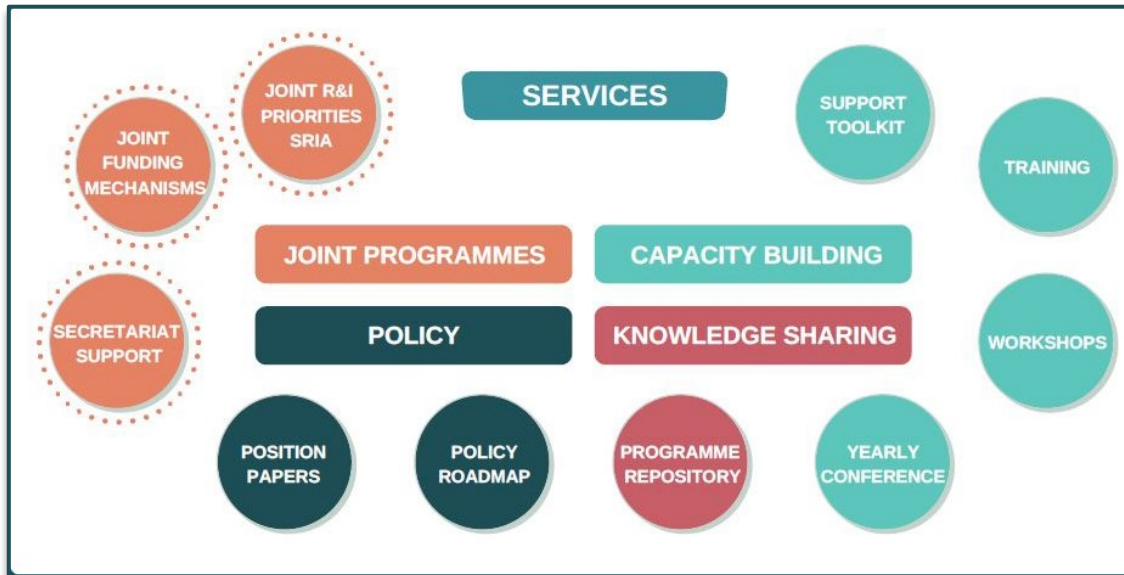 SERVICES
JOINT R&I
PRIORITIES
SRIA
JOINT
FUNDING
MECHANISMS
SECRETARIAT
SUPPORT
SUPPORT
TOOLKIT
TRAINING
WORKSHOPS
JOINT PROGRAMMES
CAPACITY BUILDING
POLICY
KNOWLEDGE SHARING
POSITION
PAPERS
POLICY
ROADMAP
PROGRAMME
REPOSITORY
YEARLY
CONFERENCE